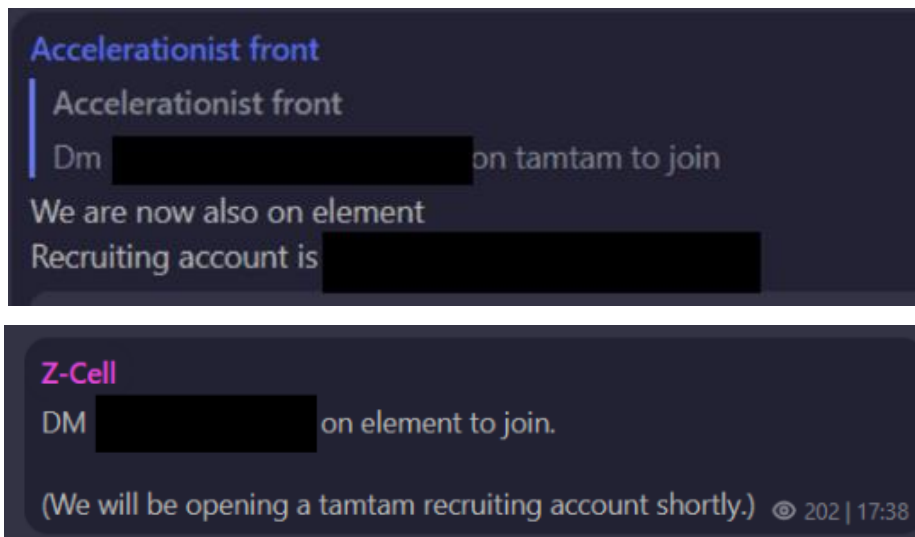 Accelerationist front
Accelerationist front
Dm on tamtam to join
We are now also on element
Recruiting account is
Z-Cell
DM on element to join.
(We will be opening a tamtam recruiting account shortly.) 202 | 17:38